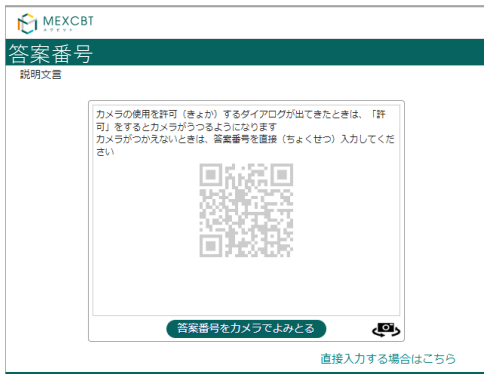 MEXCBT
メクビット
答案番号
説明文言
カメラの使用を許可（きょか）するダイアログが出てきたときは、「許
可」をするとカメラがうつるようになります
カメラがつかえないときは、答案番号を直接（ちょくせつ）入力してくだ
さい
答案番号をカメラでよみとる
直接入力する場合はこちら